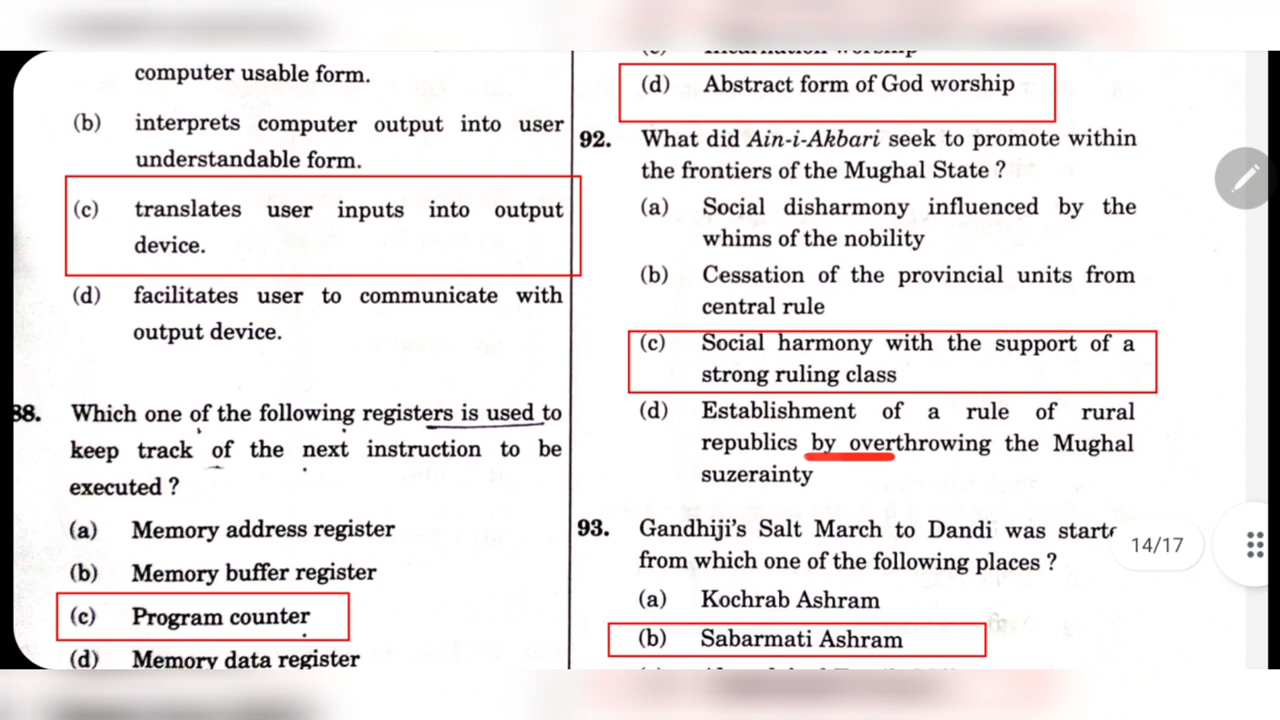 computer usable form.
(b) interprets computer output into user
understandable form.
(c) translates user inputs into output
device.
(d) facilitates user to communicate with
output device.
88. Which one of the following registers is used to
keep track of the next instruction to be
executed ?
(a) Memory address register
(b) Memory buffer register
(c) Program counter
(d) Memory data register
(d) Abstract form of God worship
92. What did Ain-i-Akbari seek to promote within
the frontiers of the Mughal State ?
(a) Social disharmony influenced by the
whims of the nobility
(b) Cessation of the provincial units from
central rule
(c) Social harmony with the support of a
strong ruling class
(d) Establishment of a rule of rural
republics by overthrowing the Mughal
suzerainty
93. Gandhiji's Salt March to Dandi was starte
from which one of the following places ?
(a) Kochrab Ashram
(b) Sabarmati Ashram
14/17